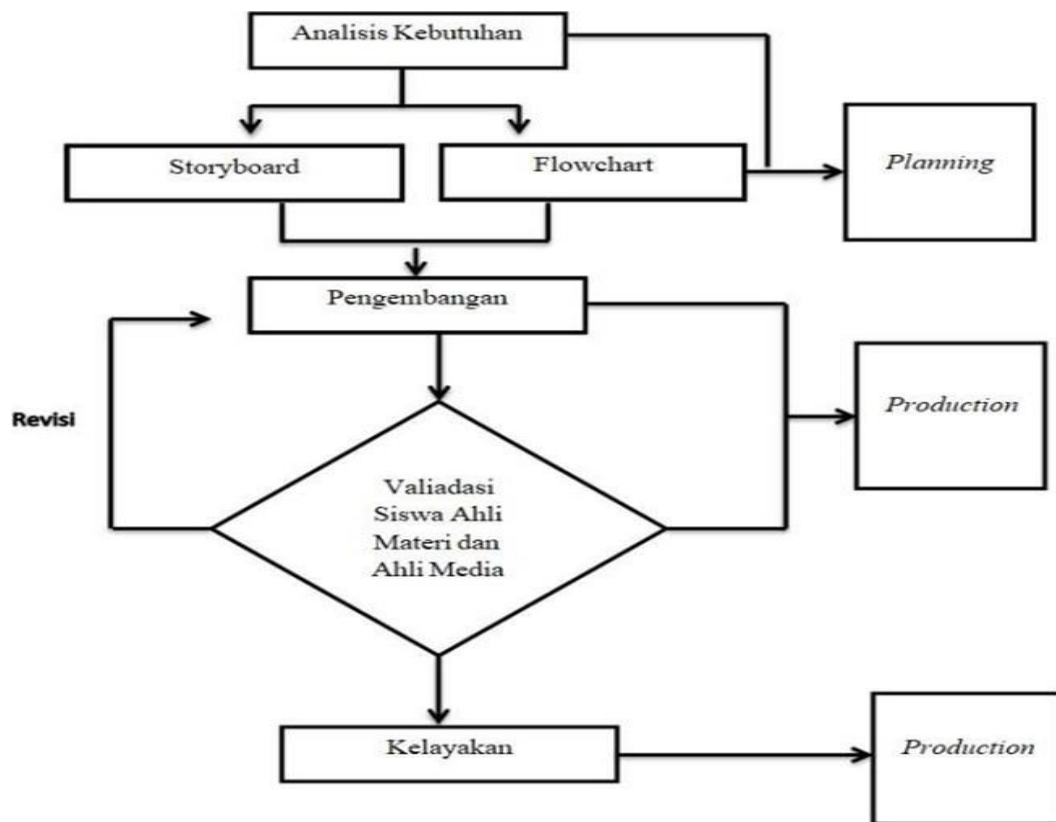 Analisis Kebutuhan
Storyboard
Flowchart
Planning
Pengembangan
Production
Revisi
Valiadasi
Siswa Ahli
Materi dan
Ahli Media
Kelayakan
Production